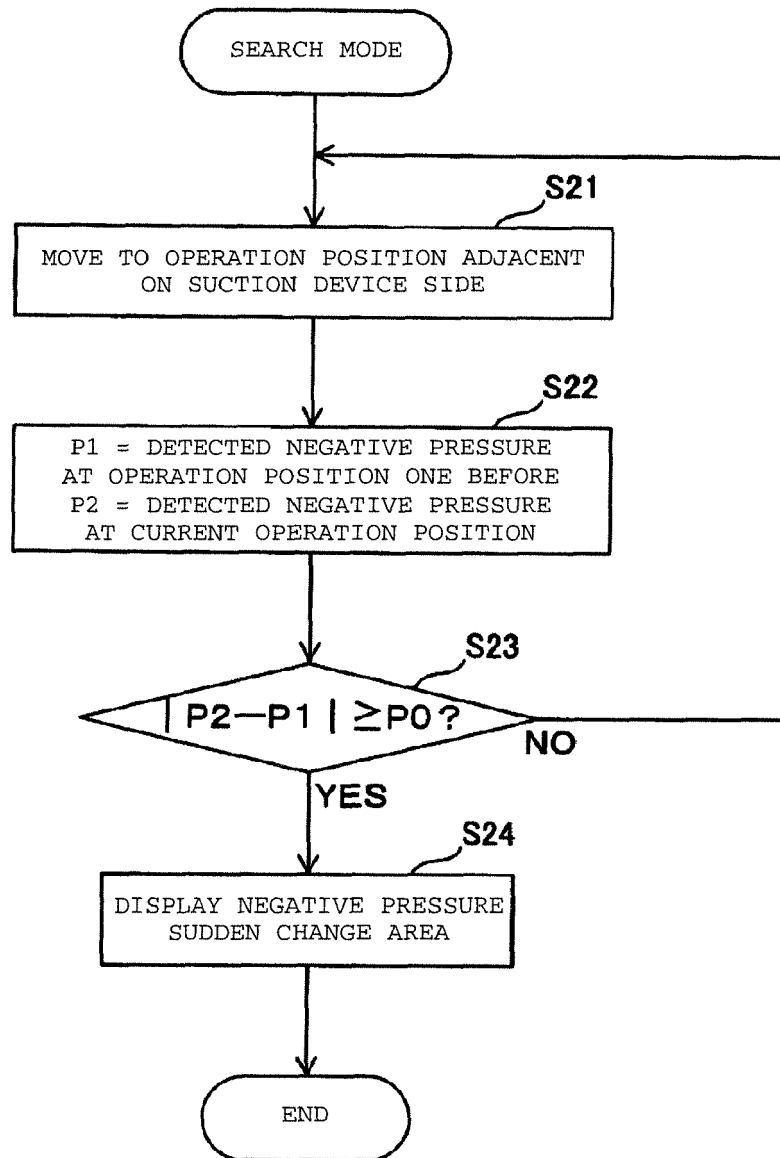 SEARCH MODE
S21
MOVE TO OPERATION POSITION ADJACENT
ON SUCTION DEVICE SIDE
S22
P1 = DETECTED NEGATIVE PRESSURE
AT OPERATION POSITION ONE BEFORE
P2 = DETECTED NEGATIVE PRESSURE
AT CURRENT OPERATION POSITION
S23
| P2—P1 | ≧P0?
NO
YES
S24
DISPLAY NEGATIVE PRESSURE
SUDDEN CHANGE AREA
END